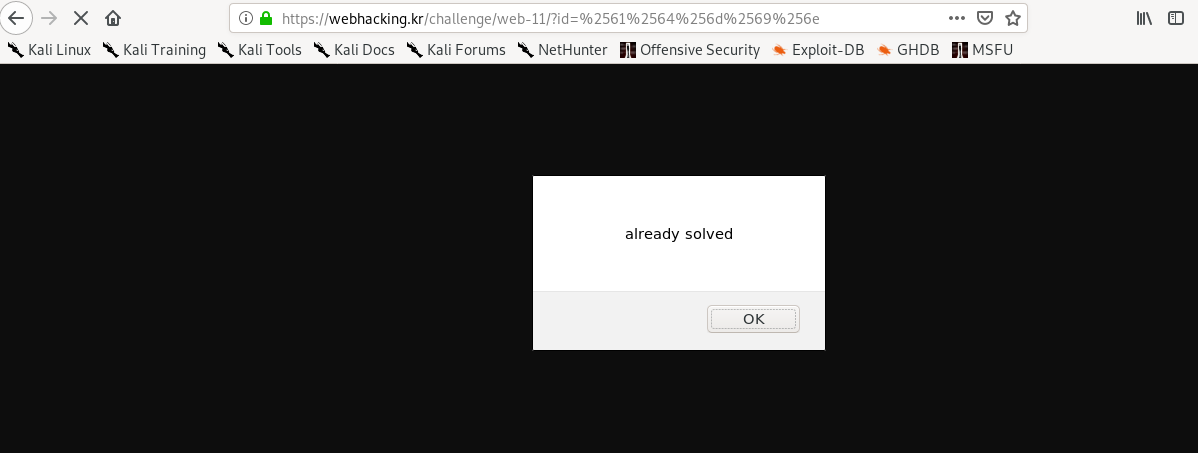 https://webhacking.kr/challenge/web-11/?id=%2561%2564%256d%2569%256e
Kali Linux Kali Training Kali Tools Kali Docs Kali Forums NetHunter Offensive Security Exploit-DB GHDB MSFU
already solved
OK